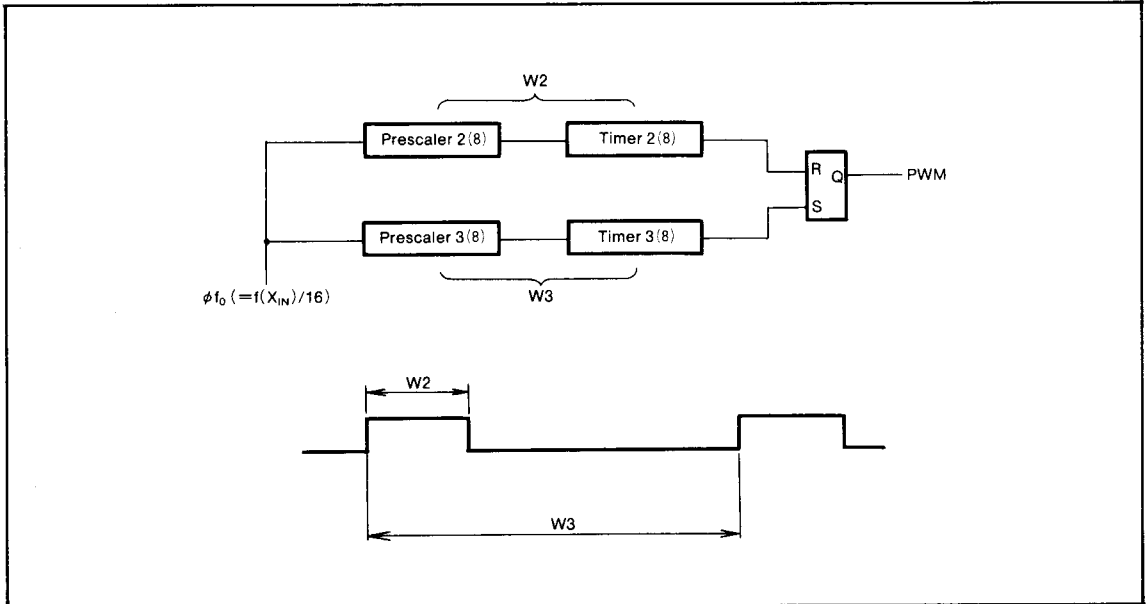 W2
Prescaler 2(8)
Timer 2(8)
R
Q
PWM
S
Prescaler 3(8)
Timer 3(8)
W3
φf₀ (=f(X_IN)/16)
W2
W3